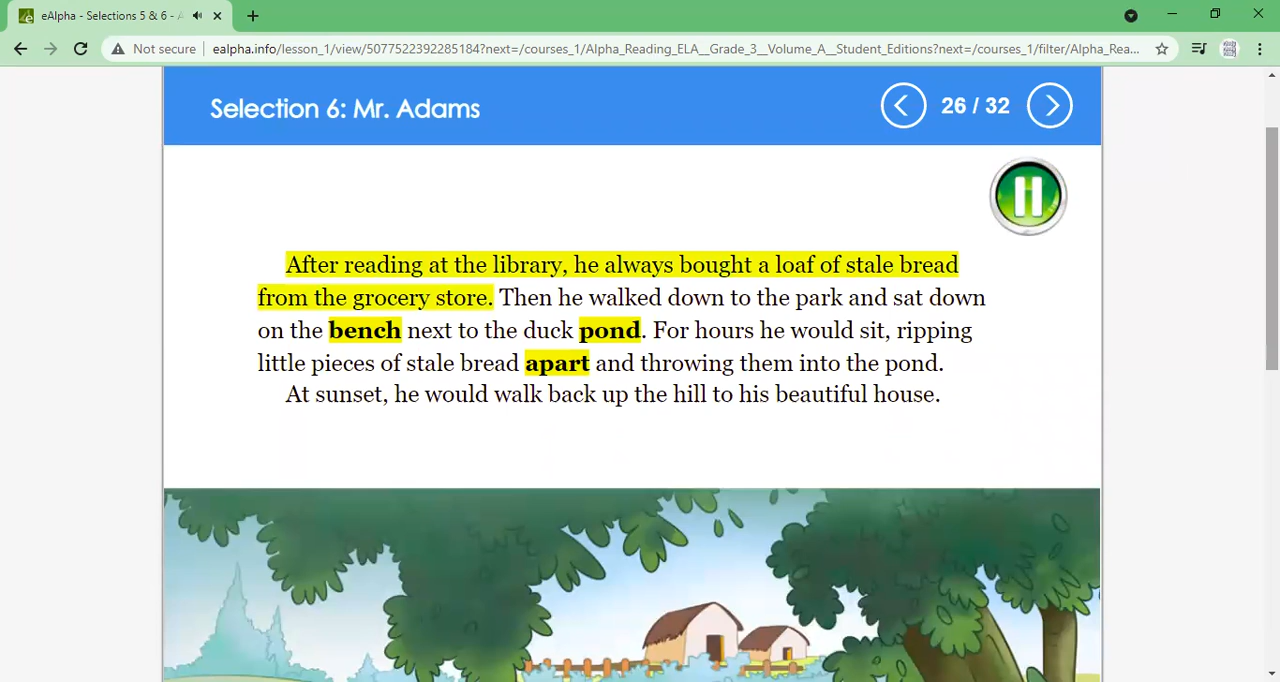 eAlpha - Selections 5 & 6 - A
Not secure
ealpha.info/lesson_1/view/5077522392285184?next=/courses_1/Alpha_Reading_ELA__Grade_3__Volume_A__Student_Editions?next=/courses_1/filter/Alpha_Rea...
Selection 6: Mr. Adams
26 / 32
After reading at the library, he always bought a loaf of stale bread
from the grocery store. Then he walked down to the park and sat down
on the bench next to the duck pond. For hours he would sit, ripping
little pieces of stale bread apart and throwing them into the pond.
At sunset, he would walk back up the hill to his beautiful house.